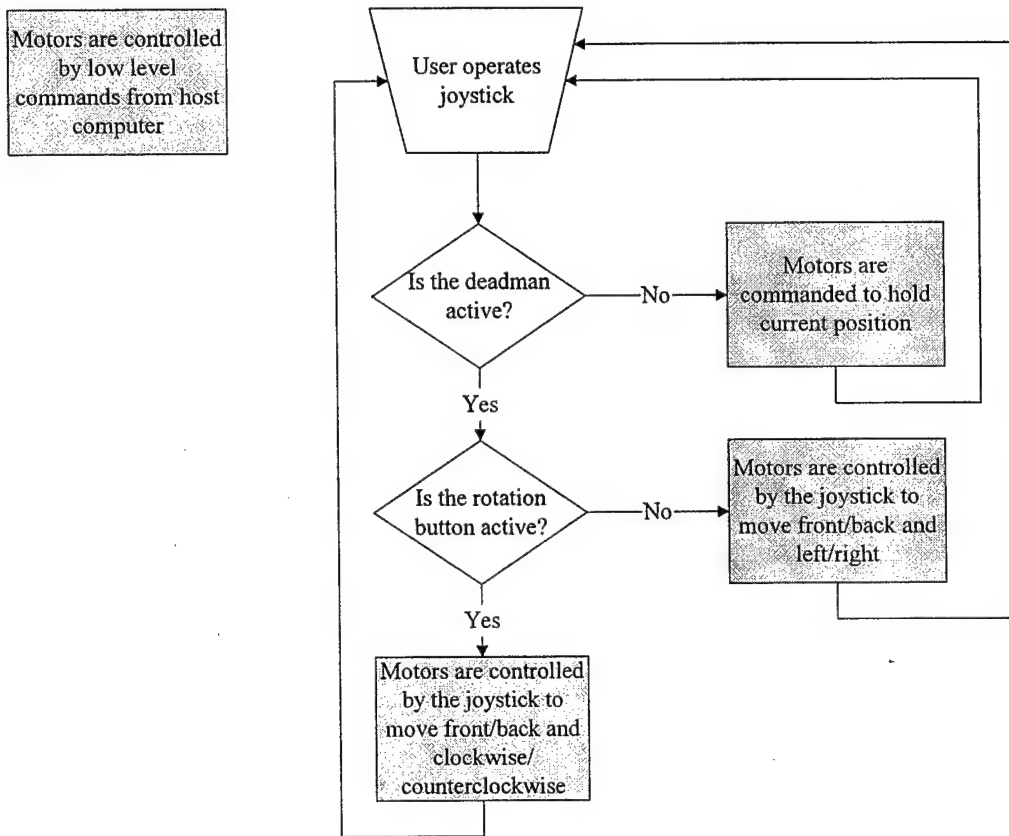 Motors are controlled
by low level
commands from host
computer
User operates
joystick
Is the deadman
active?
No
Motors are
commanded to hold
current position
Yes
Is the rotation
button active?
No
Motors are controlled
by the joystick to
move front/back and
left/right
Yes
Motors are controlled
by the joystick to
move front/back and
clockwise/
counterclockwise